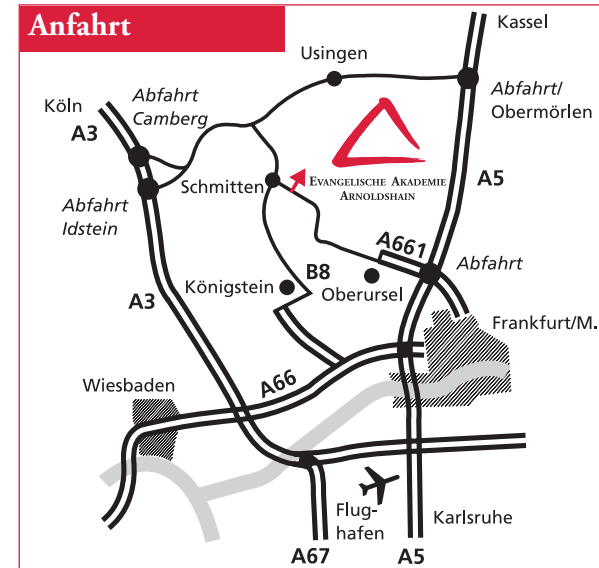 Anfahrt
Kassel
Usingen
Köln
Abfahrt
Camberg
Abfahrt/
Obermörlen
A3
Schmitten
EVANGELISCHE AKADEMIE
ARNOLDSHAIN
A5
Abfahrt
Idstein
A661
Abfahrt
B8
Königstein
Oberursel
A3
Frankfurt/M.
Wiesbaden
A66
Flug-
hafen
Karlsruhe
A67
A5